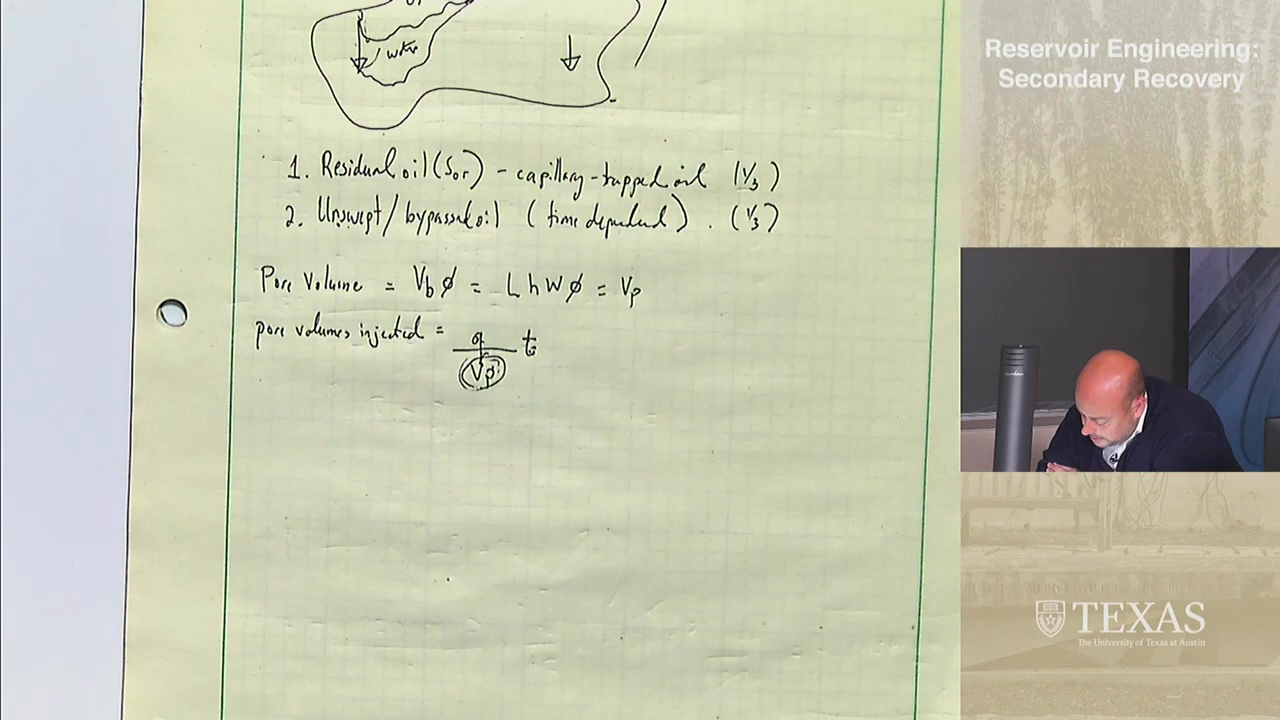 Reservoir Engineering:
Secondary Recovery
water
1. Residual oil (Sor) - capillary-trapped oil (1/3)
2. Unswept/bypassed oil (time dependent). (1/3)
Pore Volume = Vbϕ = L h W ϕ = Vp
pore volumes injected = q/Vp t
TEXAS
The University of Texas at Austin